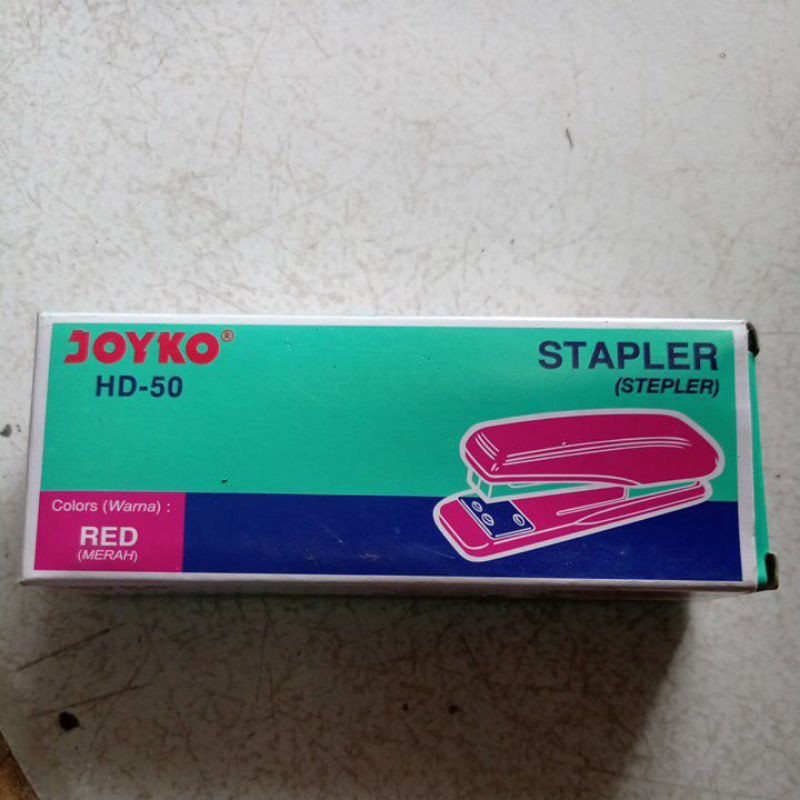 JOYKO®
HD-50
STAPLER
(STEPLER)
Colors (Warna) :
RED
(MERAH)